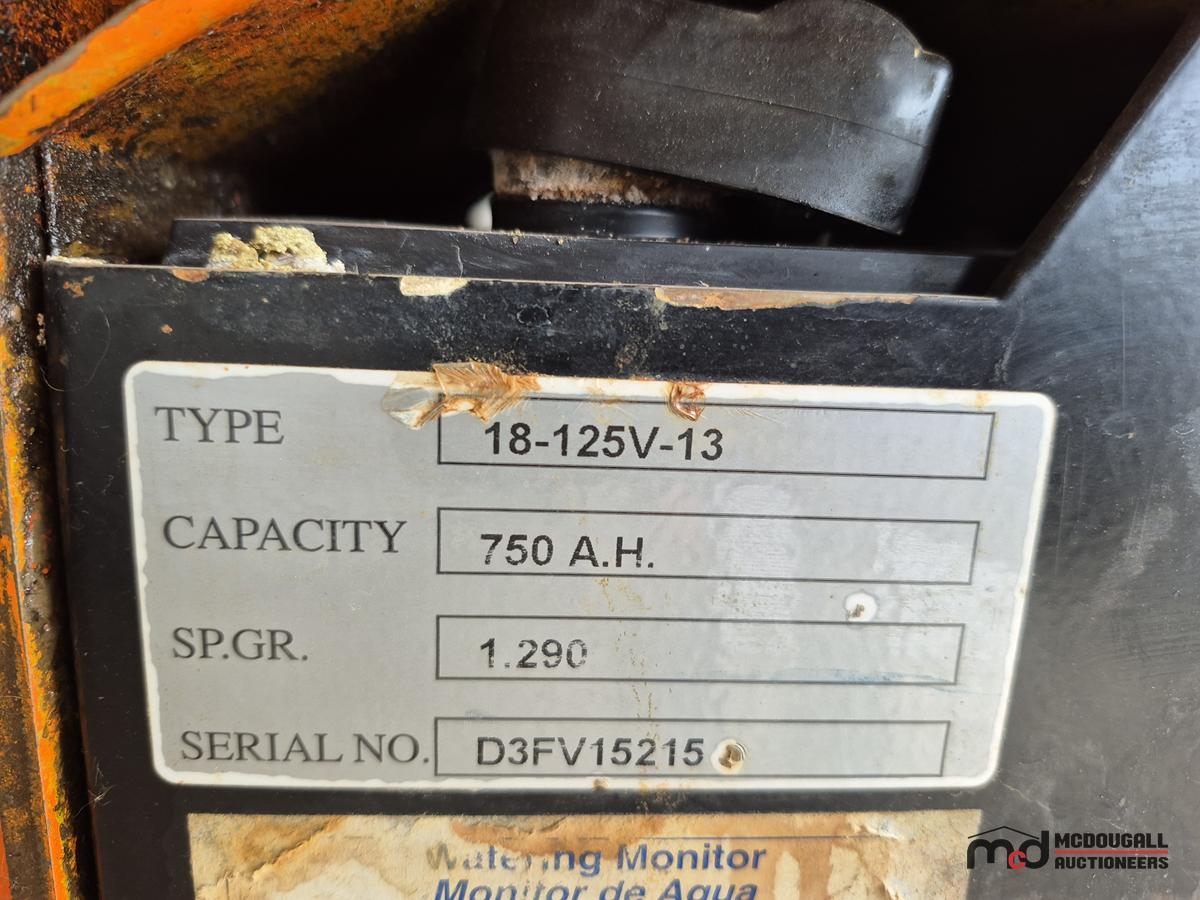 TYPE 18-125V-13
CAPACITY 750 A.H.
SP.GR. 1.290
SERIAL NO. D3FV15215
Watering Monitor
Monitor de Agua
mcd MCDOUGALL
AUCTIONEERS